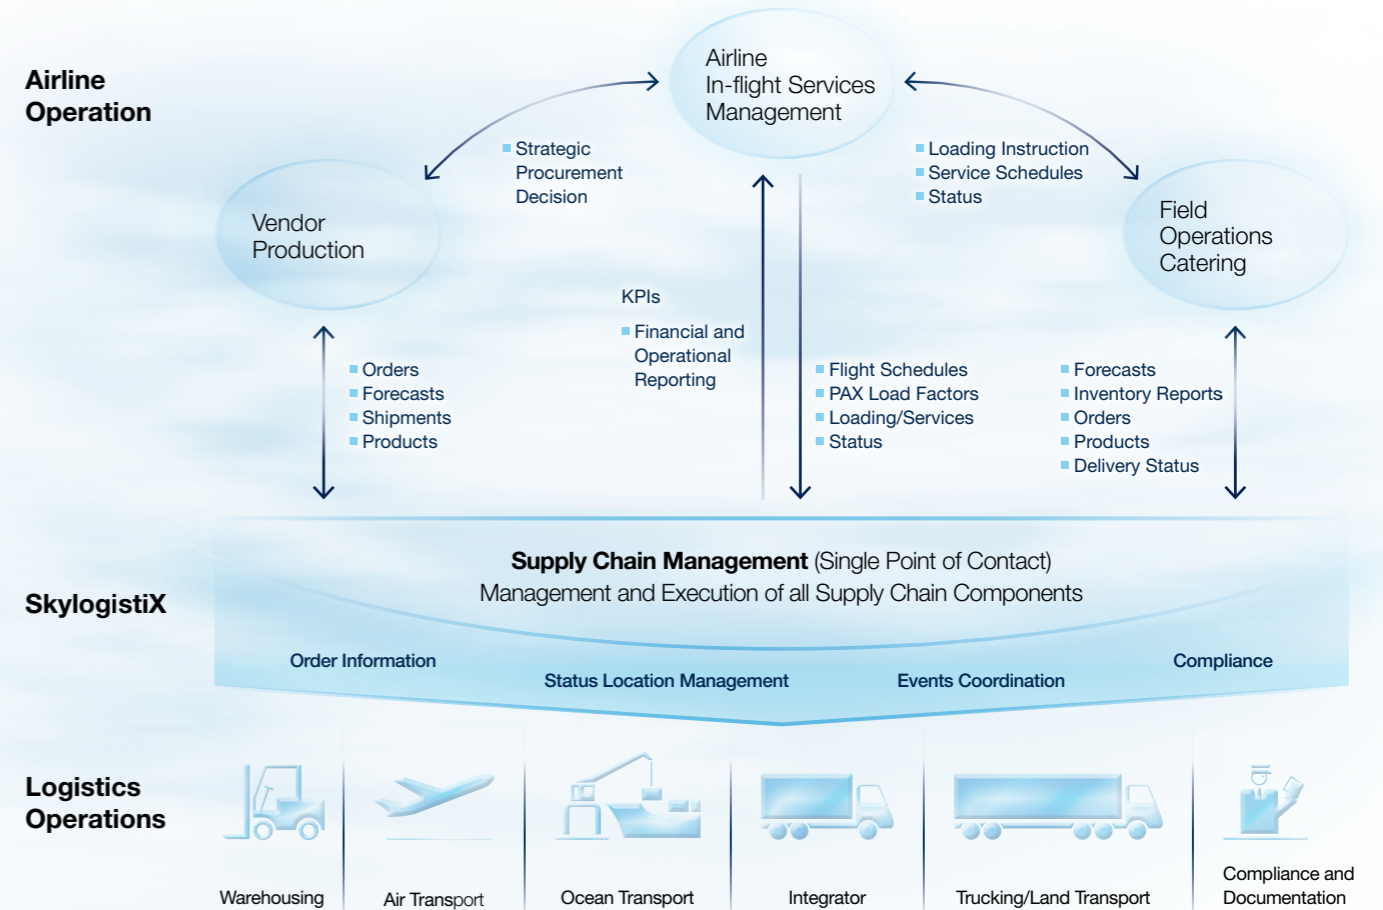 Airline
Operation
Airline
In-flight Services
Management
Strategic
Procurement
Decision
Loading Instruction
Service Schedules
Status
Vendor
Production
Field
Operations
Catering
KPIs
Financial and
Operational
Reporting
Orders
Forecasts
Shipments
Products
Flight Schedules
PAX Load Factors
Loading/Services
Status
Forecasts
Inventory Reports
Orders
Products
Delivery Status
SkylogistiX
Supply Chain Management (Single Point of Contact)
Management and Execution of all Supply Chain Components
Order Information
Status Location Management
Events Coordination
Compliance
Logistics
Operations
Warehousing
Air Transport
Ocean Transport
Integrator
Trucking/Land Transport
Compliance and
Documentation